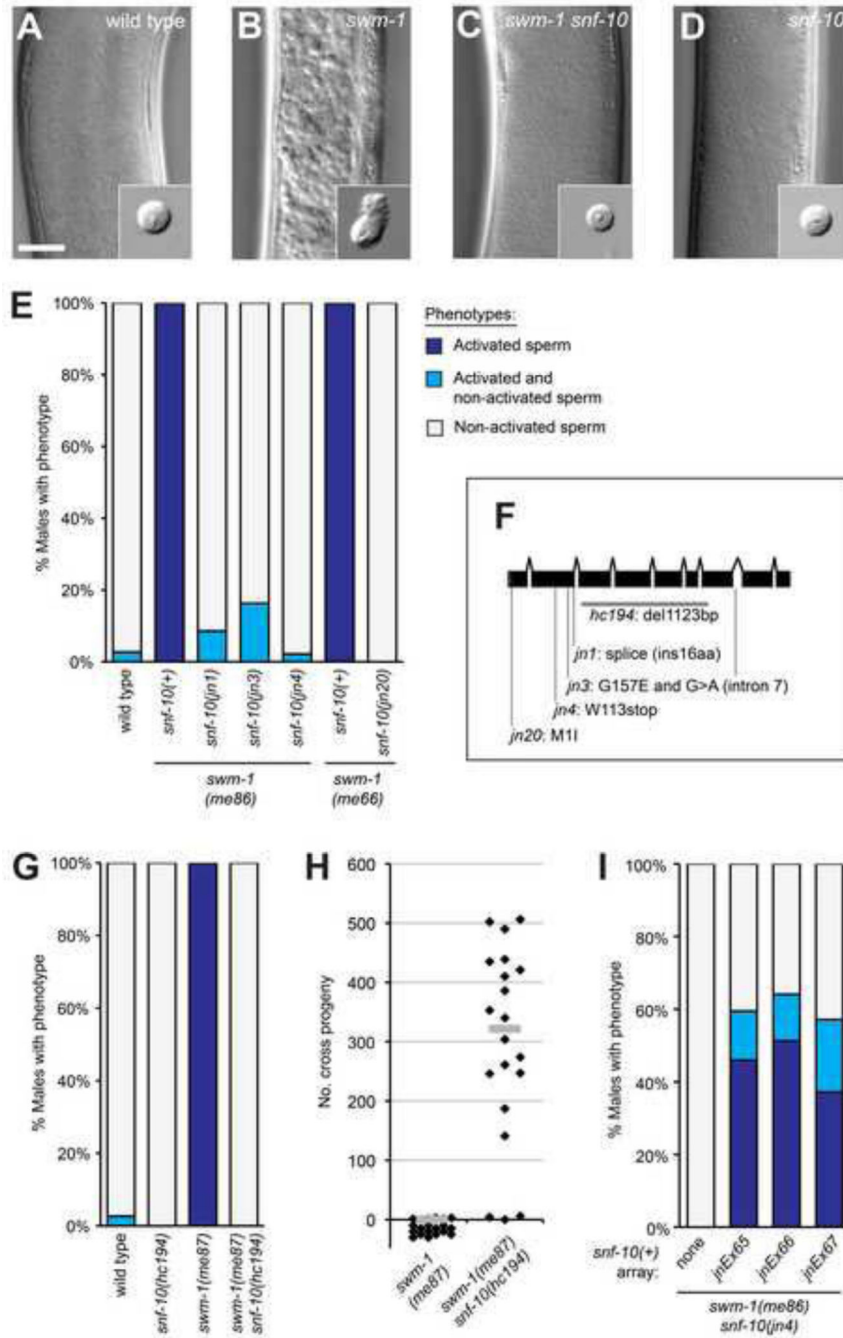 A wild type
B swm-1
C swm-1 snf-10
D snf-10
E
100%
80%
60%
40%
20%
0%
% Males with phenotype
wild type
snf-10(+)
snf-10(jn1)
snf-10(jn3)
snf-10(jn4)
snf-10(+)
snf-10(jn20)
swm-1
(me86)
swm-1
(me66)
Phenotypes:
Activated sperm
Activated and
non-activated sperm
Non-activated sperm
F
hc194: del1123bp
jn1: splice (ins16aa)
jn3: G157E and G>A (intron 7)
jn4: W113stop
jn20: M1I
G
100%
80%
60%
40%
20%
0%
% Males with phenotype
wild type
snf-10(hc194)
swm-1(me87)
swm-1(me87)
snf-10(hc194)
H
600
500
400
300
200
100
0
No. cross progeny
swm-1
(me87)
swm-1(me87)
snf-10(hc194)
I
100%
80%
60%
40%
20%
0%
% Males with phenotype
snf-10(+)
array:
none
jnEx65
jnEx66
jnEx67
swm-1(me86)
snf-10(jn4)